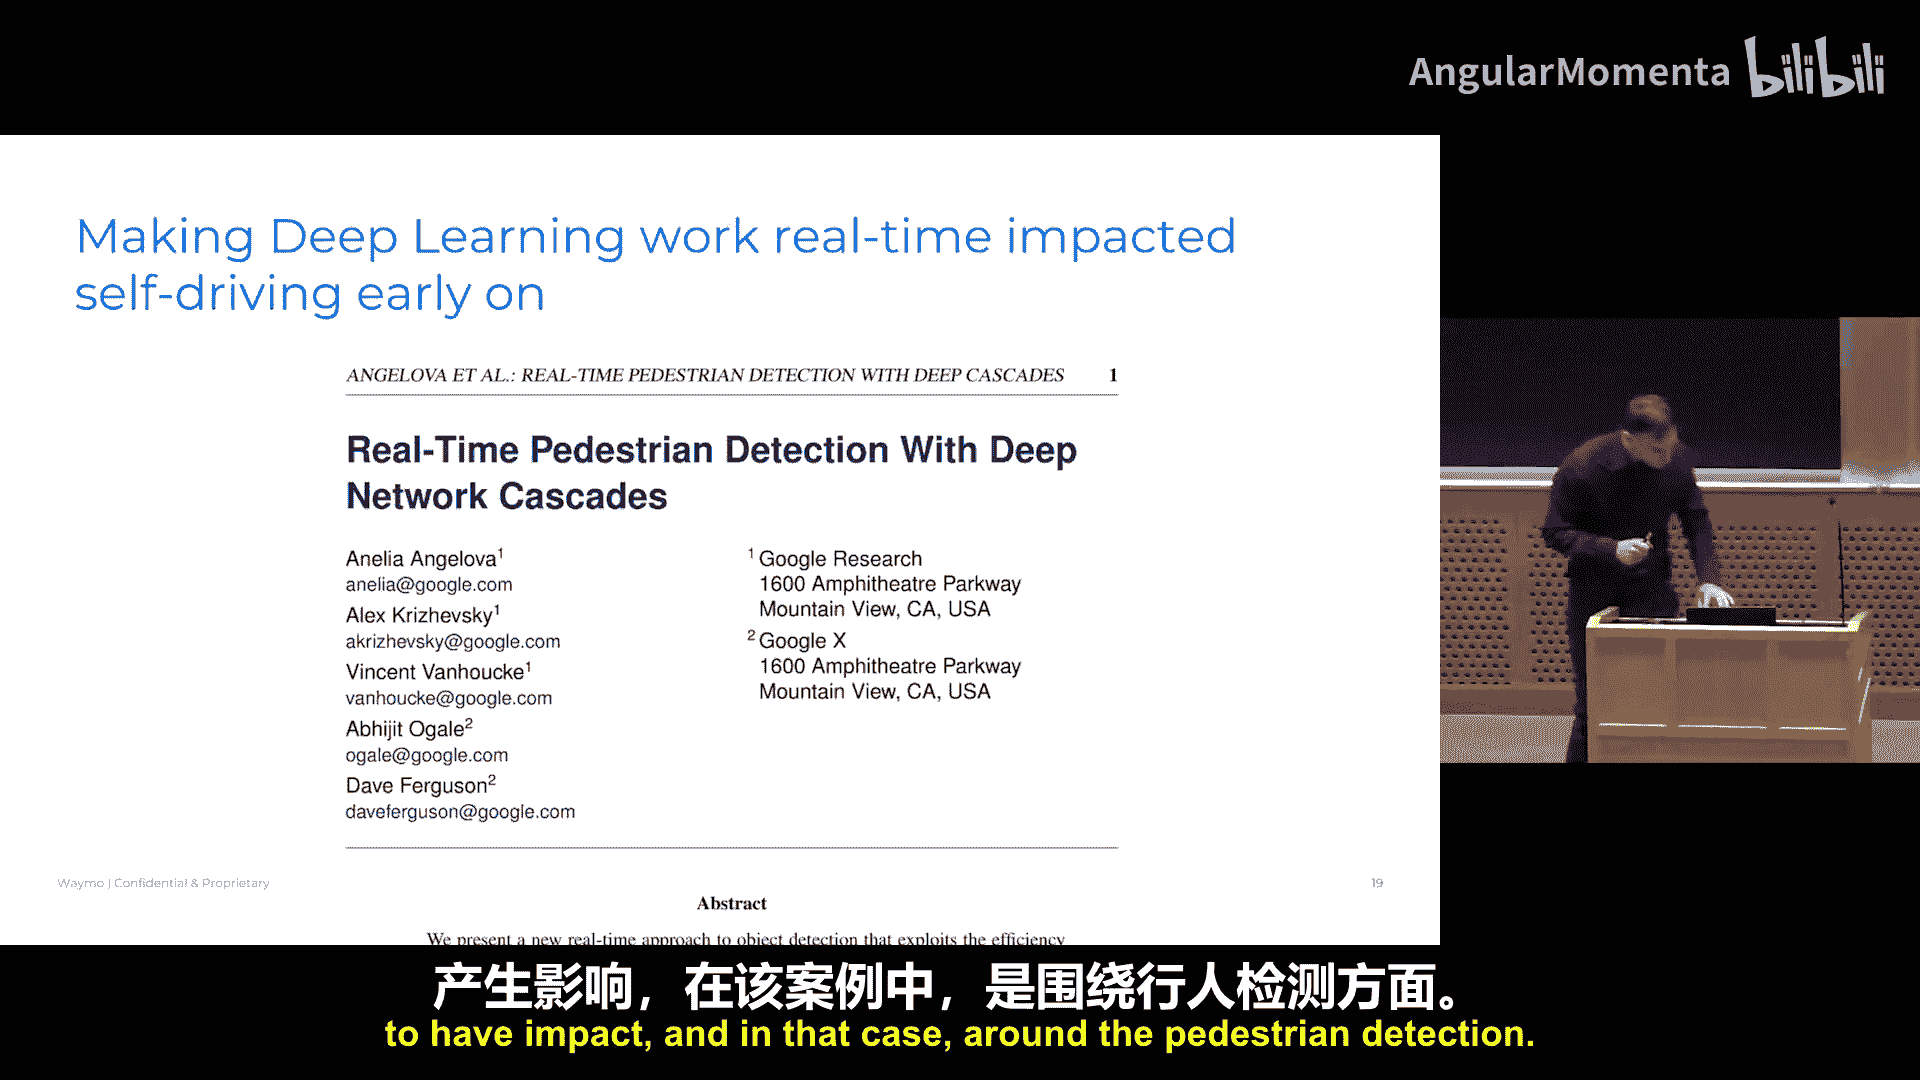 AngularMomenta bilibili
Making Deep Learning work real-time impacted
self-driving early on
ANGELOVA ET AL.: REAL-TIME PEDESTRIAN DETECTION WITH DEEP CASCADES 1
Real-Time Pedestrian Detection With Deep
Network Cascades
Anelia Angelova1
anelia@google.com
Alex Krizhevsky1
akrizhevsky@google.com
Vincent Vanhoucke1
vanhoucke@google.com
Abhijit Ogale2
ogale@google.com
Dave Ferguson2
daveferguson@google.com
1 Google Research
1600 Amphitheatre Parkway
Mountain View, CA, USA
2 Google X
1600 Amphitheatre Parkway
Mountain View, CA, USA
Waymo | Confidential & Proprietary
19
Abstract
We present a new real-time approach to object detection that exploits the efficiency
产生影响，在该案例中，是围绕行人检测方面。
to have impact, and in that case, around the pedestrian detection.